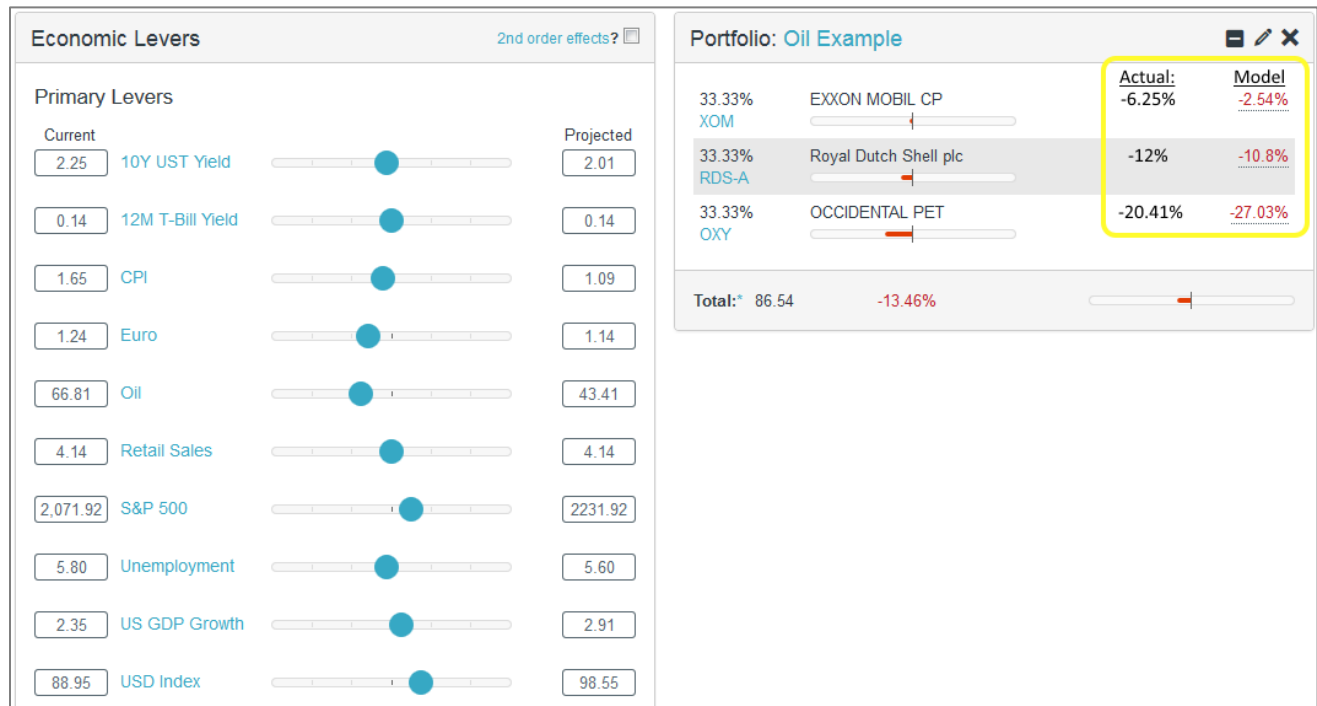 Economic Levers
2nd order effects?
Primary Levers
Current Projected
2.25 10Y UST Yield 2.01
0.14 12M T-Bill Yield 0.14
1.65 CPI 1.09
1.24 Euro 1.14
66.81 Oil 43.41
4.14 Retail Sales 4.14
2,071.92 S&P 500 2231.92
5.80 Unemployment 5.60
2.35 US GDP Growth 2.91
88.95 USD Index 98.55
Portfolio: Oil Example
Actual: Model
33.33% EXXON MOBIL CP -6.25% -2.54%
XOM
33.33% Royal Dutch Shell plc -12% -10.8%
RDS-A
33.33% OCCIDENTAL PET -20.41% -27.03%
OXY
Total:* 86.54 -13.46%